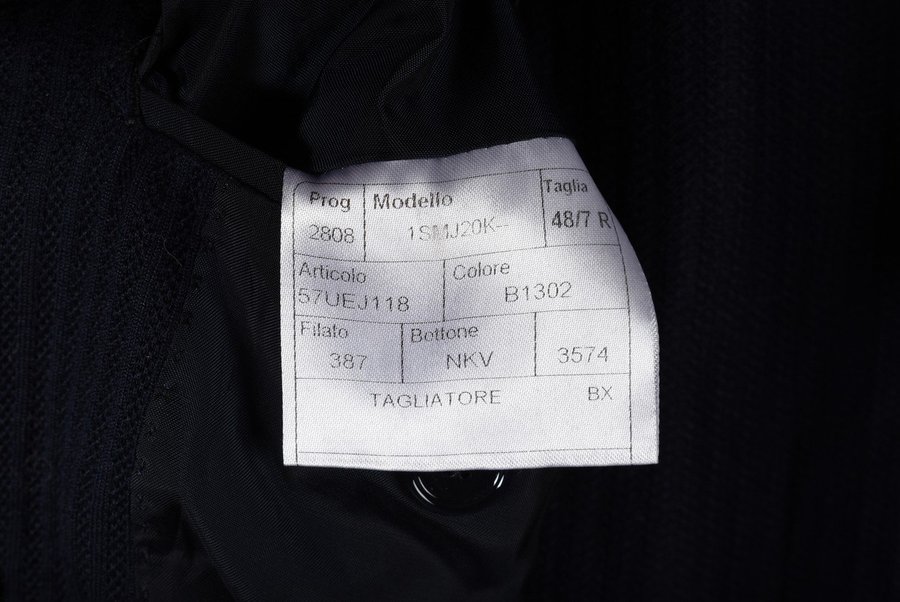 Prog Modello Taglia
2808 1SMJ20K-- 48/7 R
Articolo Colore
57UEJ118 B1302
Filato Bottone
387 NKV 3574
TAGLIATORE BX